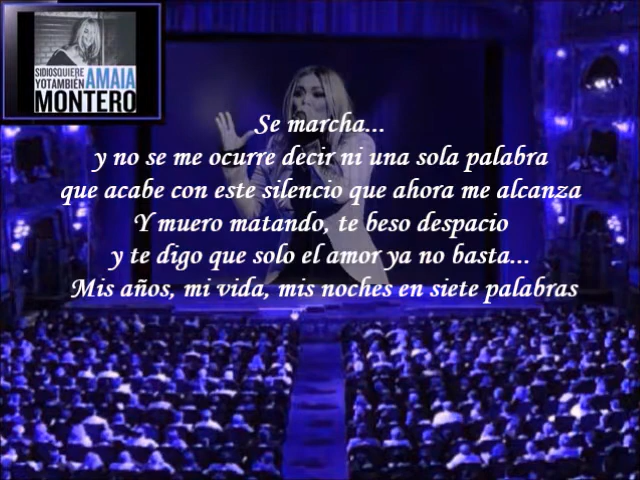 SIDIOSQUIERE
YOTAMBIÉN AMAIA
MONTERO
Se marcha...
y no se me ocurre decir ni una sola palabra
que acabe con este silencio que ahora me alcanza
Y muero matando, te beso despacio
y te digo que solo el amor ya no basta...
Mis años, mi vida, mis noches en siete palabras